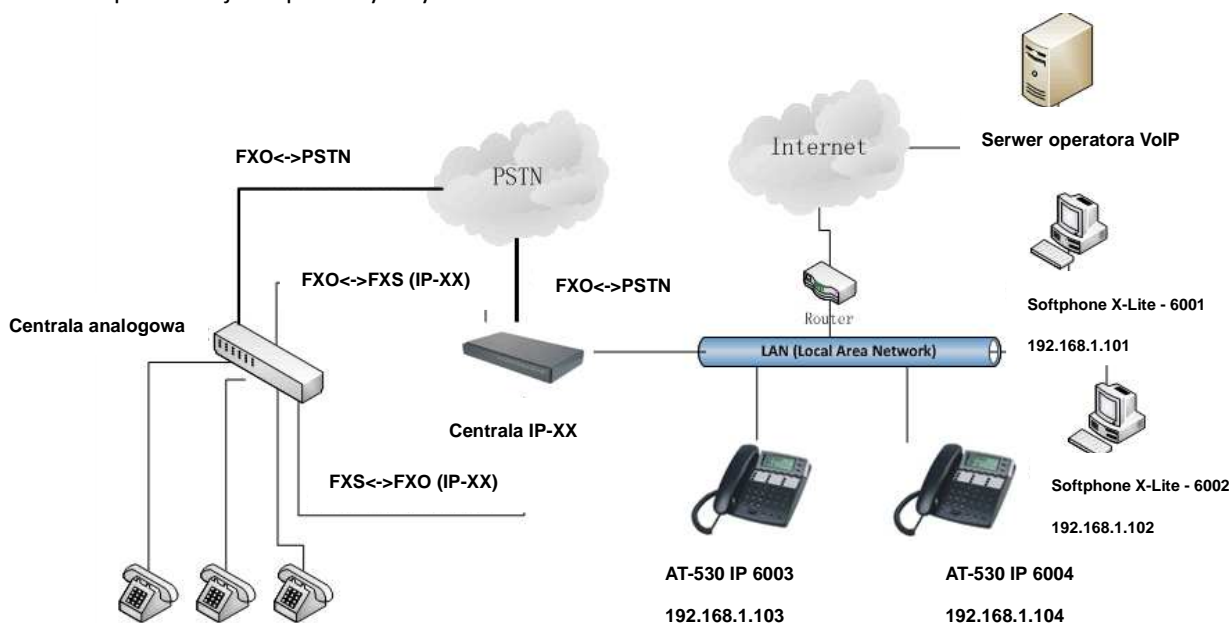 Serwer operatora VoIP
Internet
FXO<->PSTN
PSTN
FXO<->FXS (IP-XX)
FXO<->PSTN
Softphone X-Lite - 6001
192.168.1.101
Centrala analogowa
Router
LAN (Local Area Network)
Centrala IP-XX
FXS<->FXO (IP-XX)
Softphone X-Lite - 6002
192.168.1.102
AT-530 IP 6003
192.168.1.103
AT-530 IP 6004
192.168.1.104